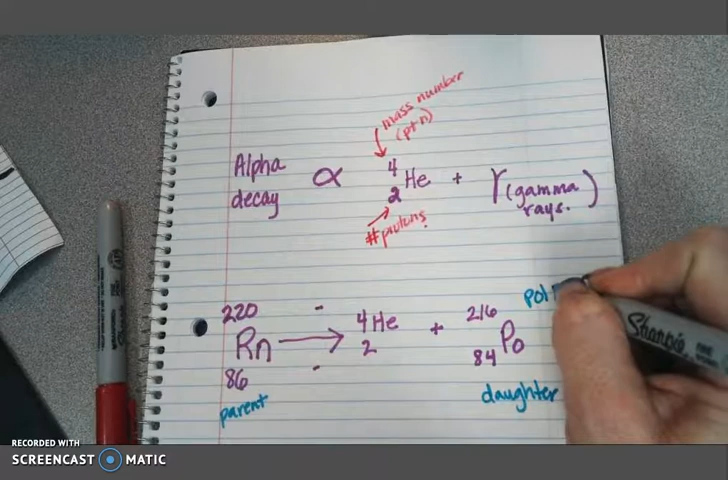 mass number
(p+n)
Alpha
decay
∝
4
2
He
+
γ (gamma
rays.)
# protons
220
86
Rn
→
4
2
He
+
216
84
Po
parent
daughter
Sharpie
RECORDED WITH
SCREENCAST MATIC